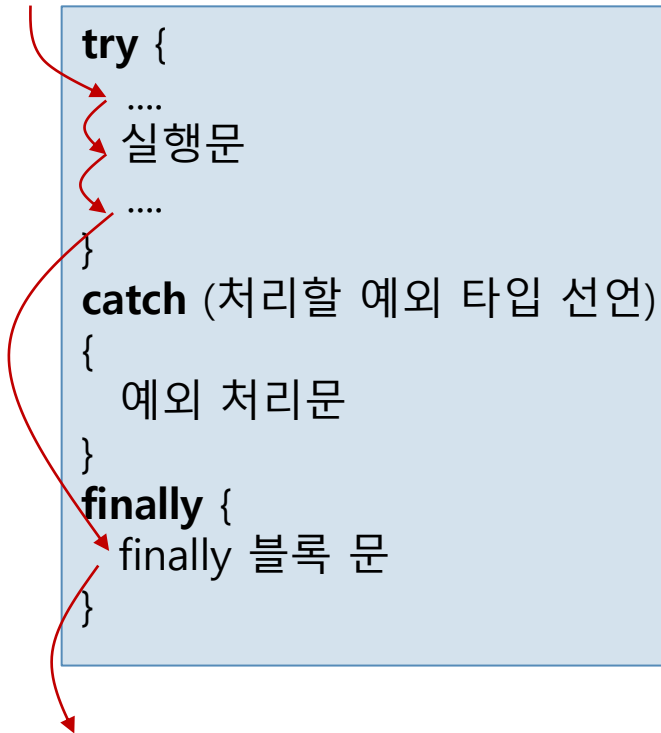 try {
....
실행문
....
}
catch (처리할 예외 타입 선언)
{
예외 처리문
}
finally {
finally 블록 문
}